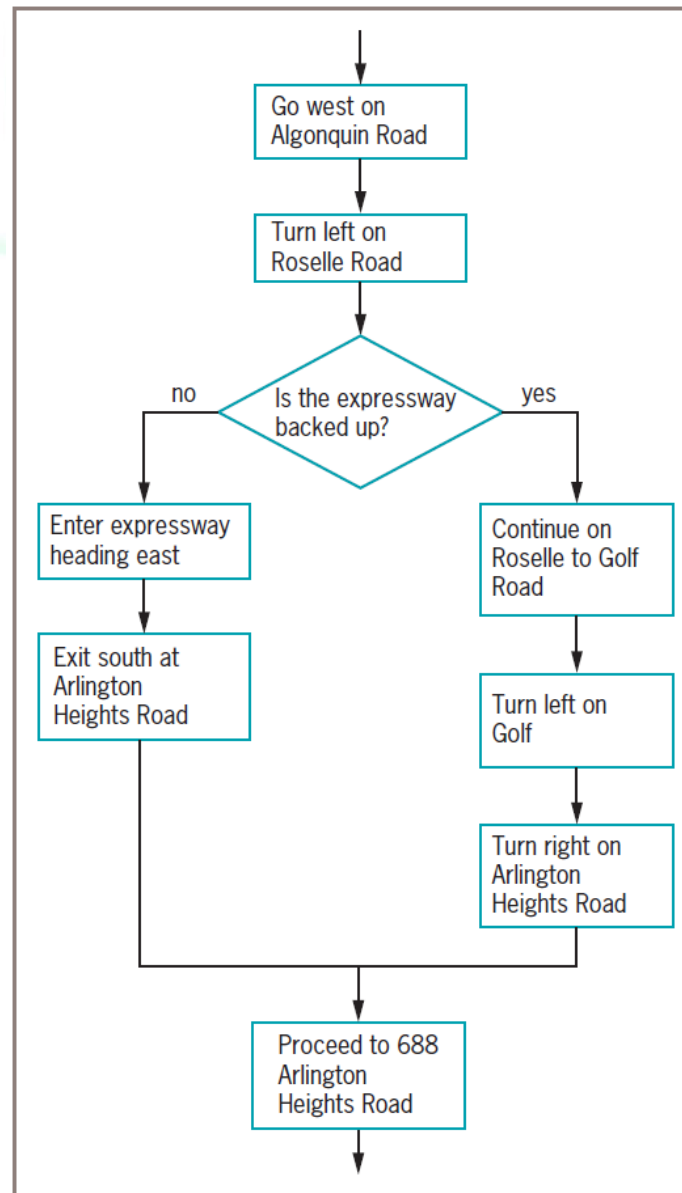 Go west on
Algonquin Road
Turn left on
Roselle Road
Is the expressway
backed up?
no
yes
Enter expressway
heading east
Exit south at
Arlington
Heights Road
Continue on
Roselle to Golf
Road
Turn left on
Golf
Turn right on
Arlington
Heights Road
Proceed to 688
Arlington
Heights Road